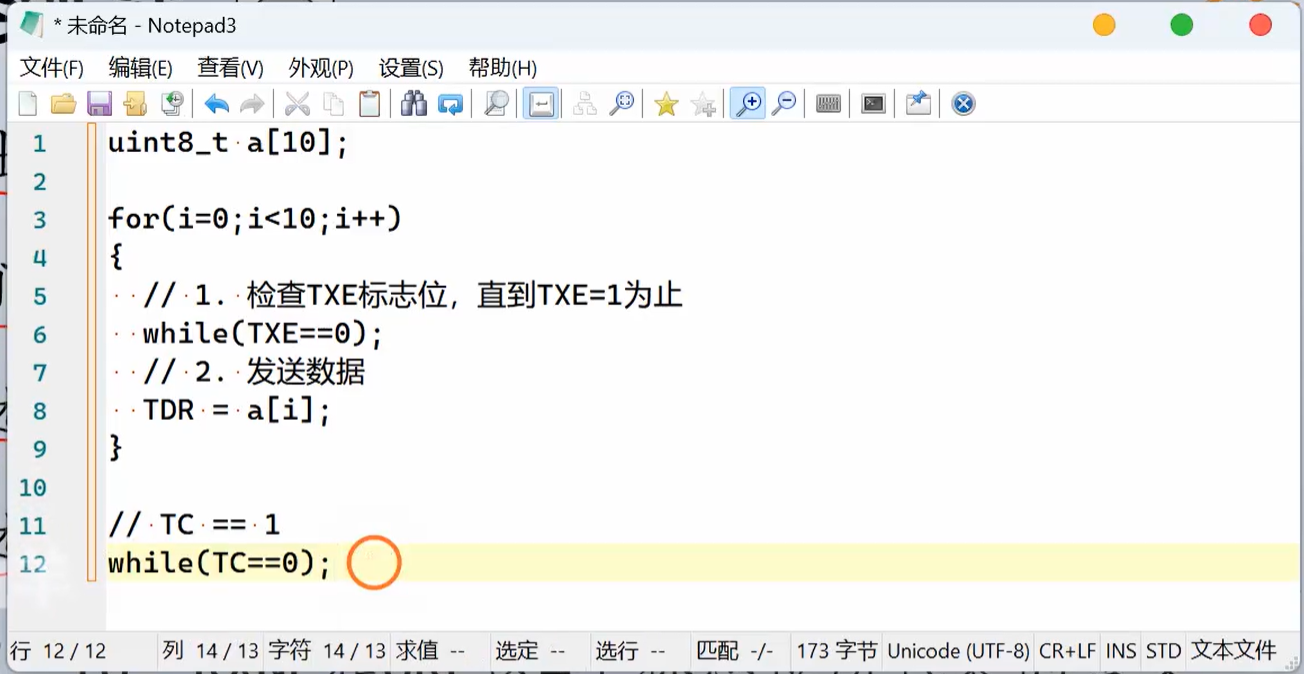 * 未命名 - Notepad3
文件(F) 编辑(E) 查看(V) 外观(P) 设置(S) 帮助(H)
1 uint8_t a[10];
2
3 for(i=0;i<10;i++)
4 {
5 // 1. 检查TXE标志位，直到TXE=1为止
6 while(TXE==0);
7 // 2. 发送数据
8 TDR = a[i];
9 }
10
11 // TC == 1
12 while(TC==0);
行 12 / 12 列 14 / 13 字符 14 / 13 求值 -- 选定 -- 选行 -- 匹配 -/- 173 字节 Unicode (UTF-8) CR+LF INS STD 文本文件